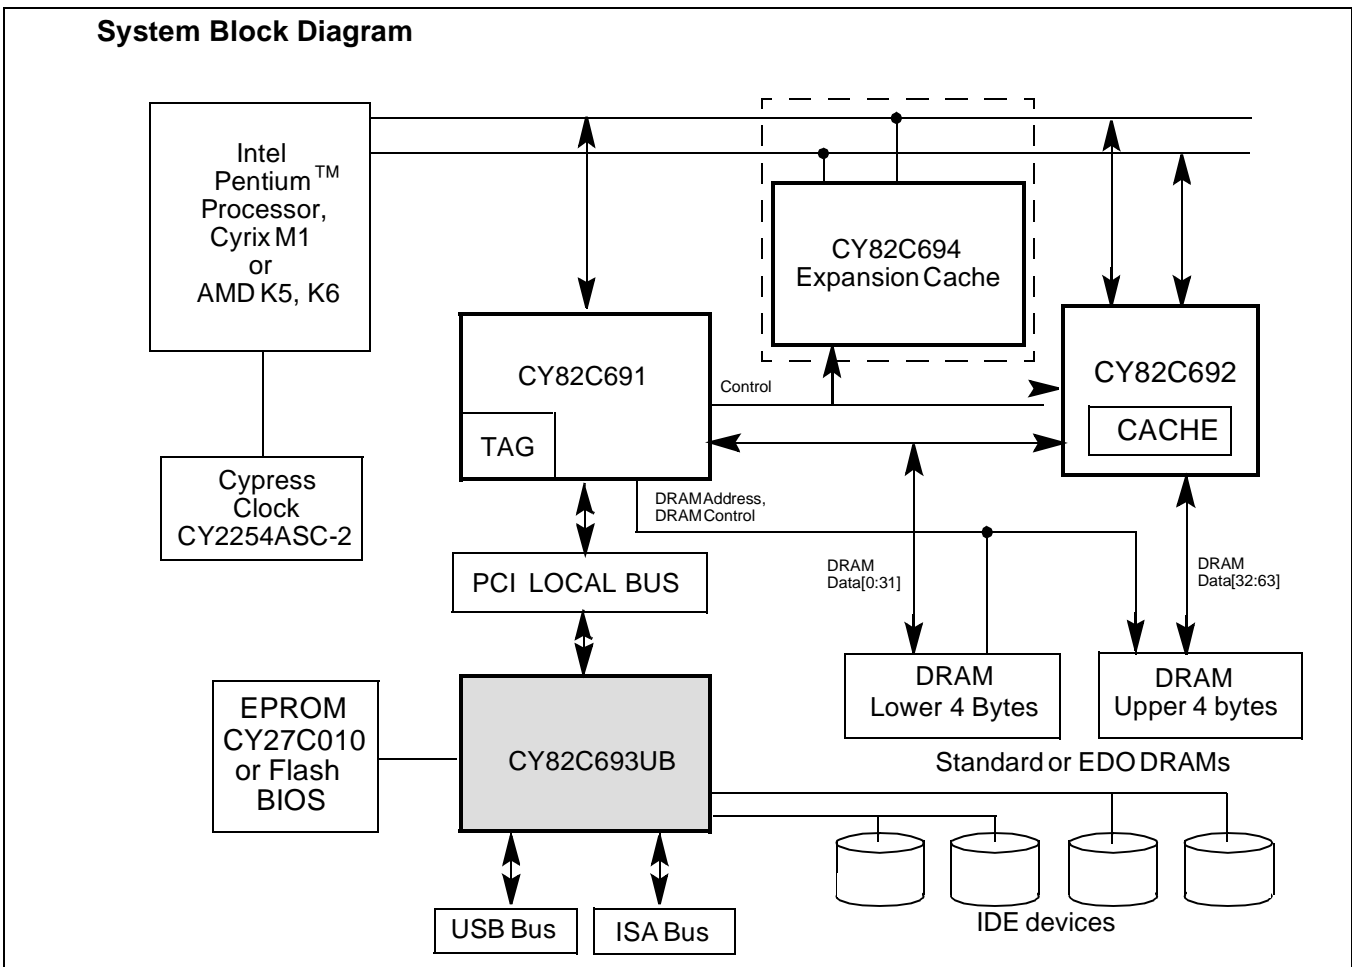 System Block Diagram
Intel
Pentium™
Processor,
Cyrix M1
or
AMD K5, K6
CY82C694
Expansion Cache
CY82C691
TAG
Control
CY82C692
CACHE
Cypress
Clock
CY2254ASC-2
DRAM Address,
DRAM Control
PCI LOCAL BUS
DRAM
Data[0:31]
DRAM
Data[32:63]
DRAM
Lower 4 Bytes
DRAM
Upper 4 bytes
Standard or EDO DRAMs
EPROM
CY27C010
or Flash
BIOS
CY82C693UB
USB Bus
ISA Bus
IDE devices